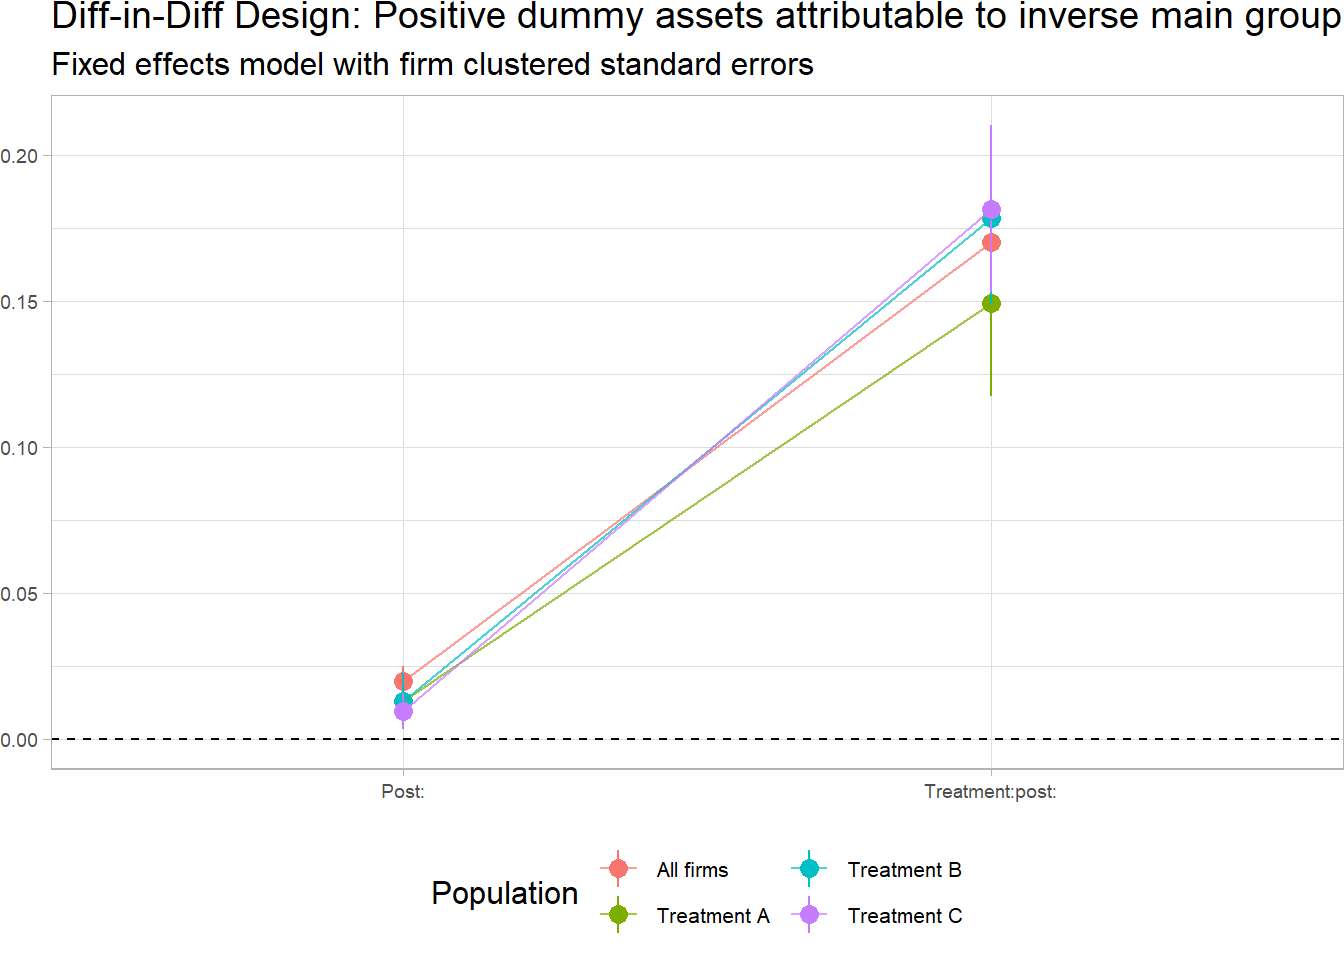 Diff-in-Diff Design: Positive dummy assets attributable to inverse main group
Fixed effects model with firm clustered standard errors
0.20
0.15
0.10
0.05
0.00
Post:
Treatment:post:
Population
All firms
Treatment B
Treatment A
Treatment C